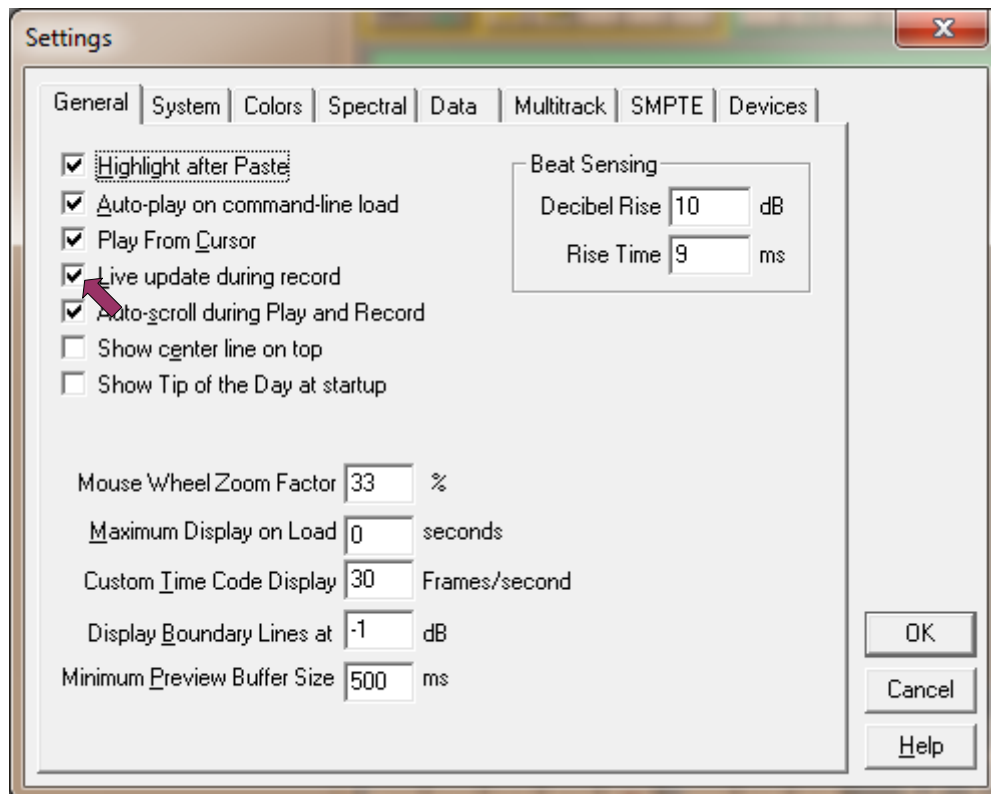 Settings
General System Colors Spectral Data Multitrack SMPTE Devices
Highlight after Paste
Auto-play on command-line load
Play From Cursor
Live update during record
Auto-scroll during Play and Record
Show center line on top
Show Tip of the Day at startup
Beat Sensing
Decibel Rise 10 dB
Rise Time 9 ms
Mouse Wheel Zoom Factor 33 %
Maximum Display on Load 0 seconds
Custom Time Code Display 30 Frames/second
Display Boundary Lines at -1 dB
Minimum Preview Buffer Size 500 ms
OK
Cancel
Help